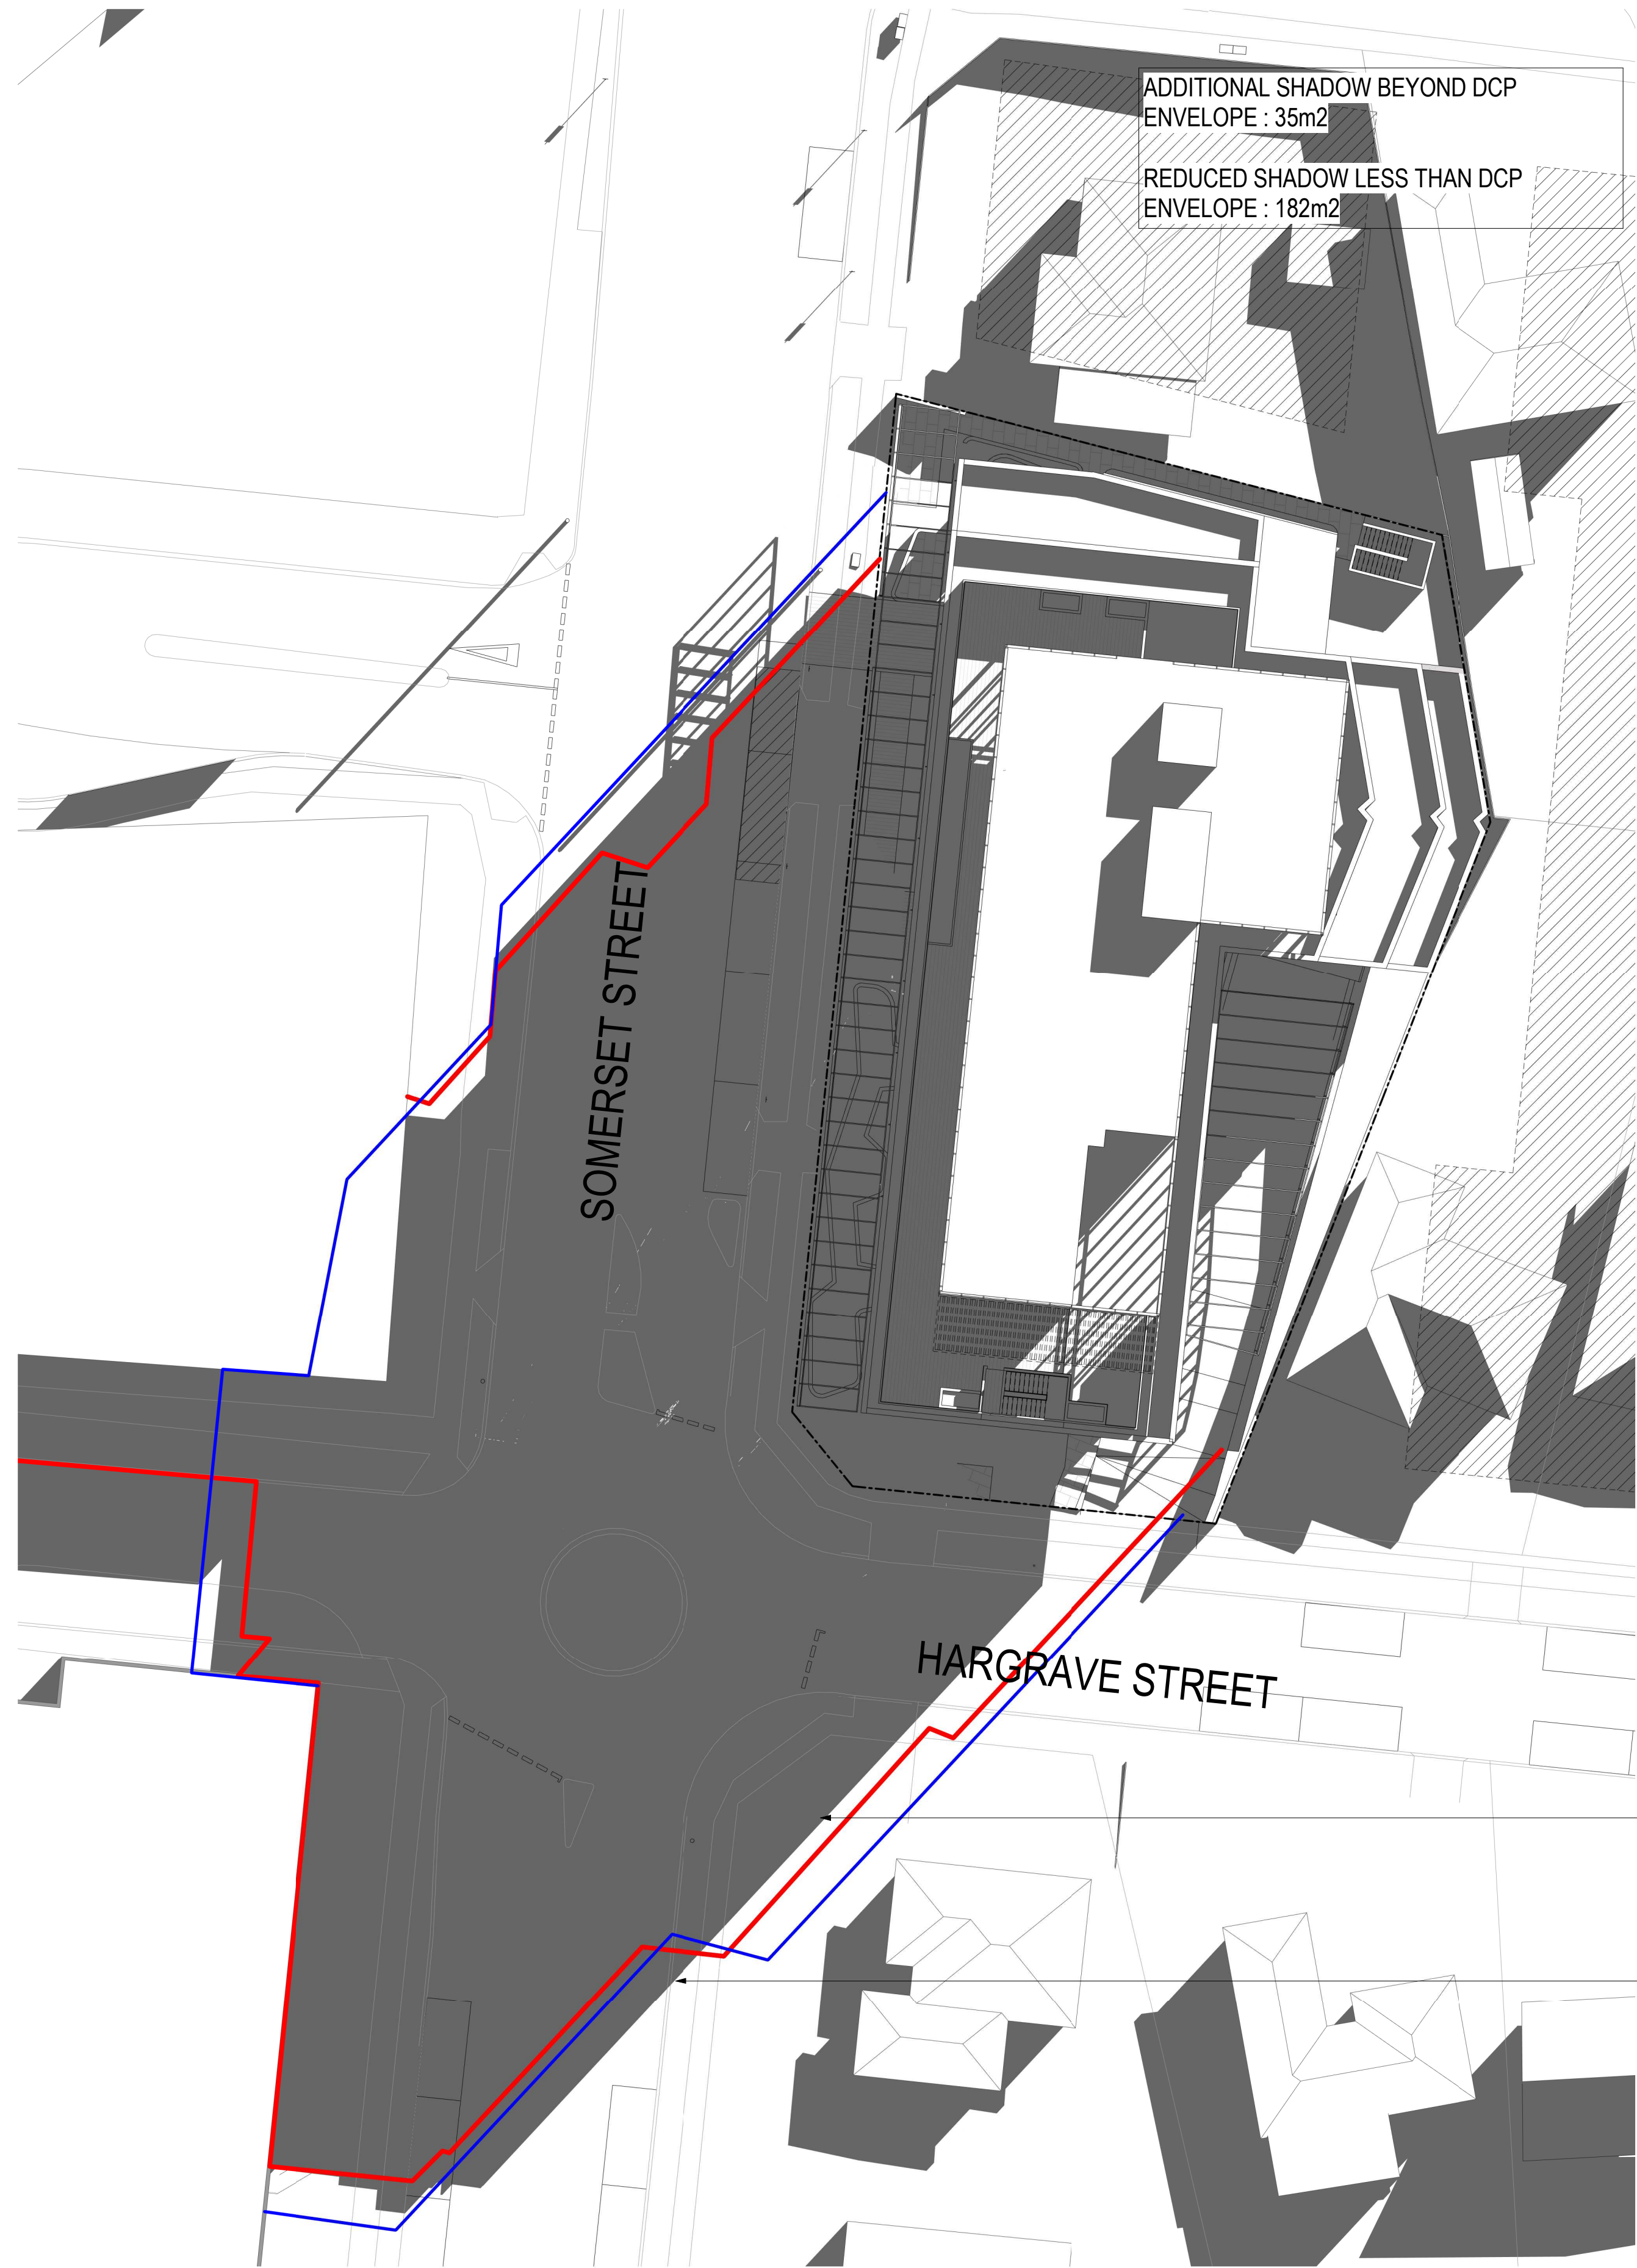 ADDITIONAL SHADOW BEYOND DCP
ENVELOPE : 35m2
REDUCED SHADOW LESS THAN DCP
ENVELOPE : 182m2
SOMERSET STREET
HARGRAVE STREET